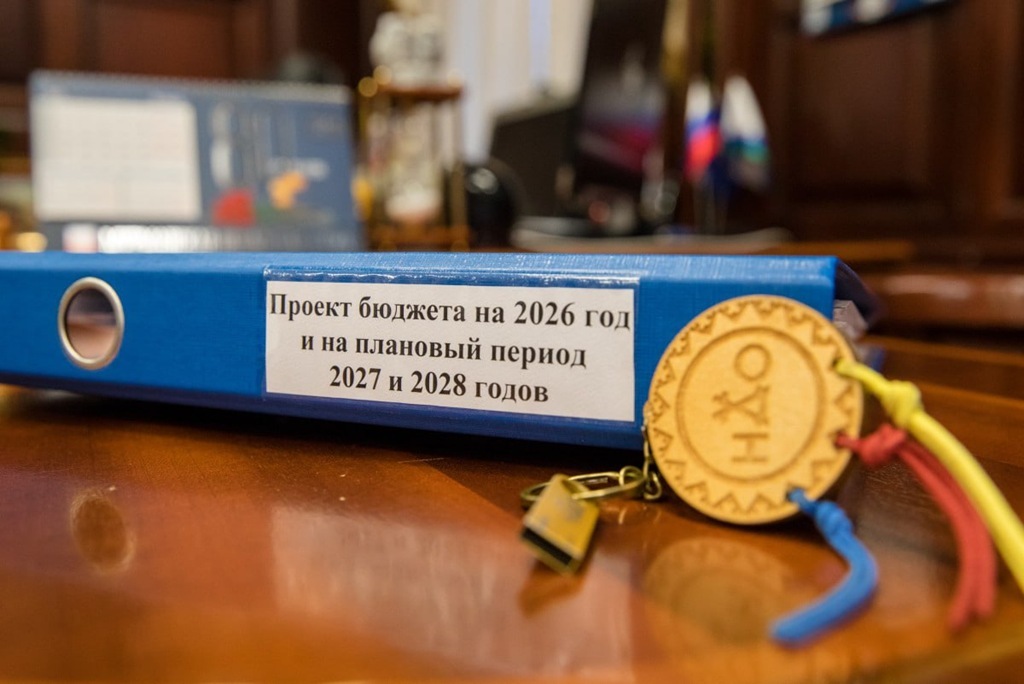 Проект бюджета на 2026 год
и на плановый период
2027 и 2028 годов
НАО